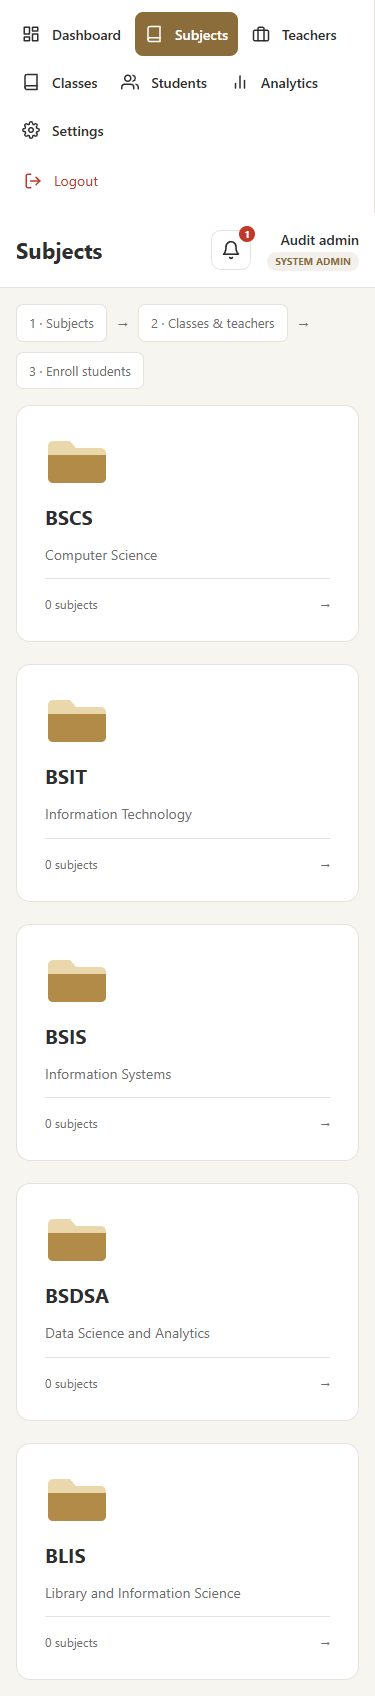 Dashboard
Subjects
Teachers
Classes
Students
Analytics
Settings
Logout
Subjects
1
Audit admin
SYSTEM ADMIN
1 · Subjects
→
2 · Classes & teachers
→
3 · Enroll students
BSCS
Computer Science
0 subjects →
BSIT
Information Technology
0 subjects →
BSIS
Information Systems
0 subjects →
BSDSA
Data Science and Analytics
0 subjects →
BLIS
Library and Information Science
0 subjects →